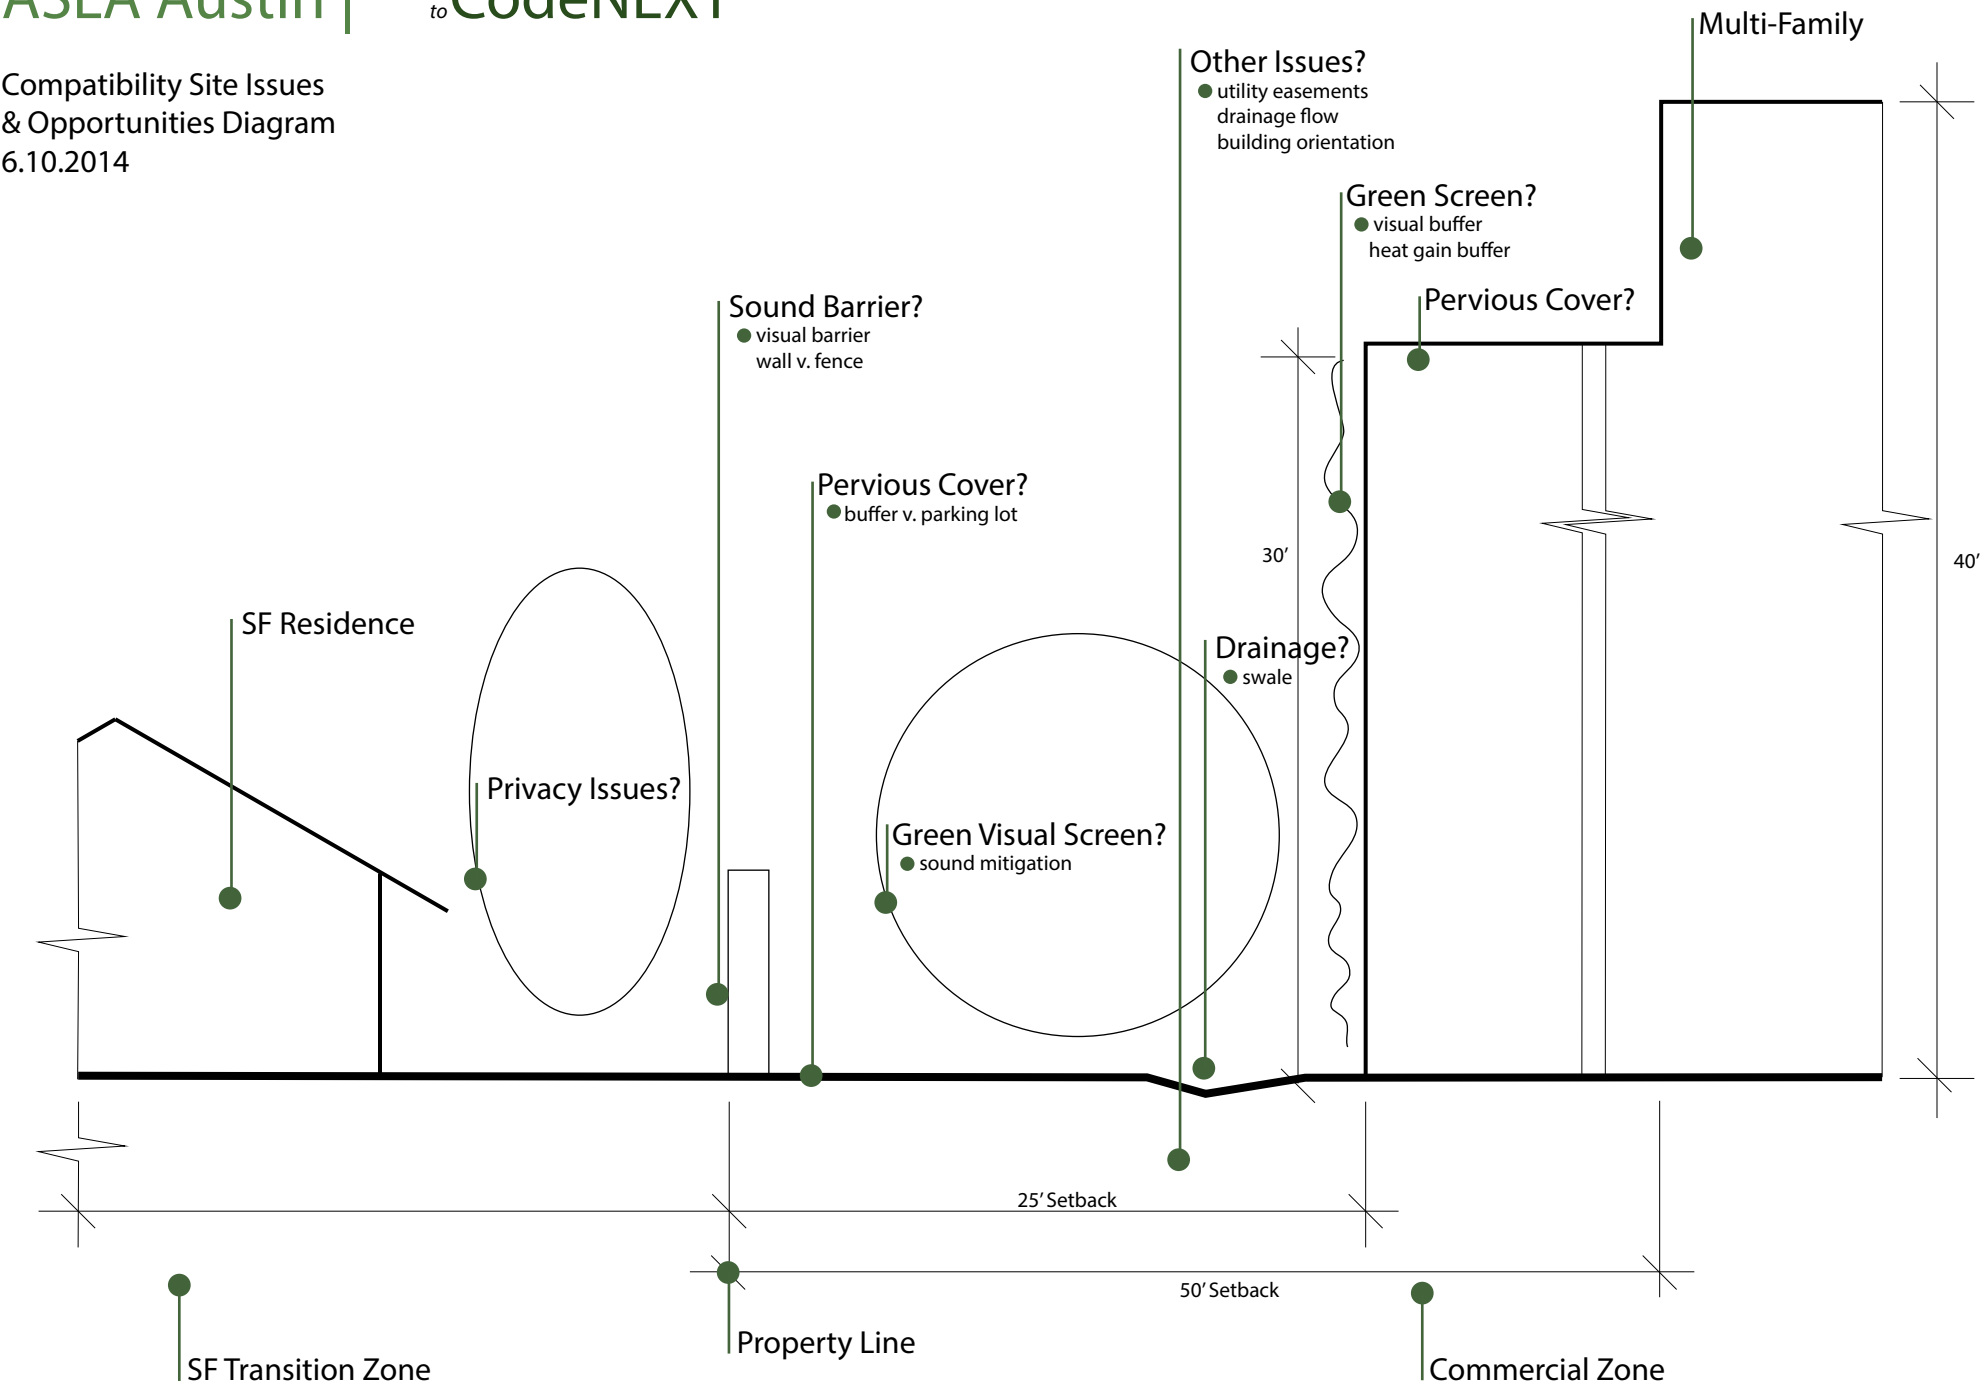 ASLA Austin |
to CodeNEXT
Compatibility Site Issues
& Opportunities Diagram
6.10.2014
Multi-Family
Other Issues?
utility easements
drainage flow
building orientation
Green Screen?
visual buffer
heat gain buffer
Pervious Cover?
Sound Barrier?
visual barrier
wall v. fence
Pervious Cover?
buffer v. parking lot
30’
40’
SF Residence
Drainage?
swale
Privacy Issues?
Green Visual Screen?
sound mitigation
25’ Setback
50’ Setback
Property Line
SF Transition Zone
Commercial Zone